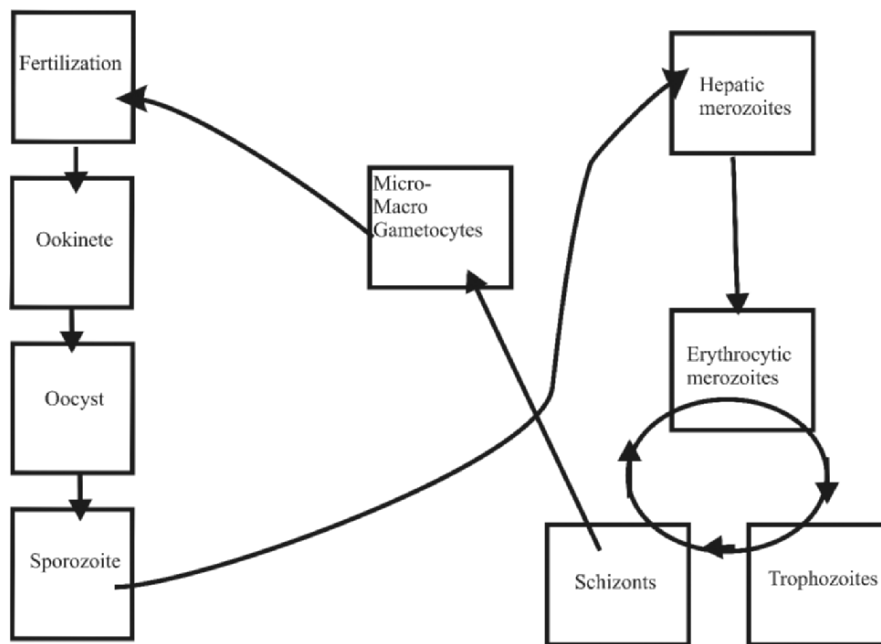 Fertilization
Ookinete
Oocyst
Sporozoite
Micro-
Macro
Gametocytes
Hepatic
merozoites
Erythrocytic
merozoites
Schizonts
Trophozoites